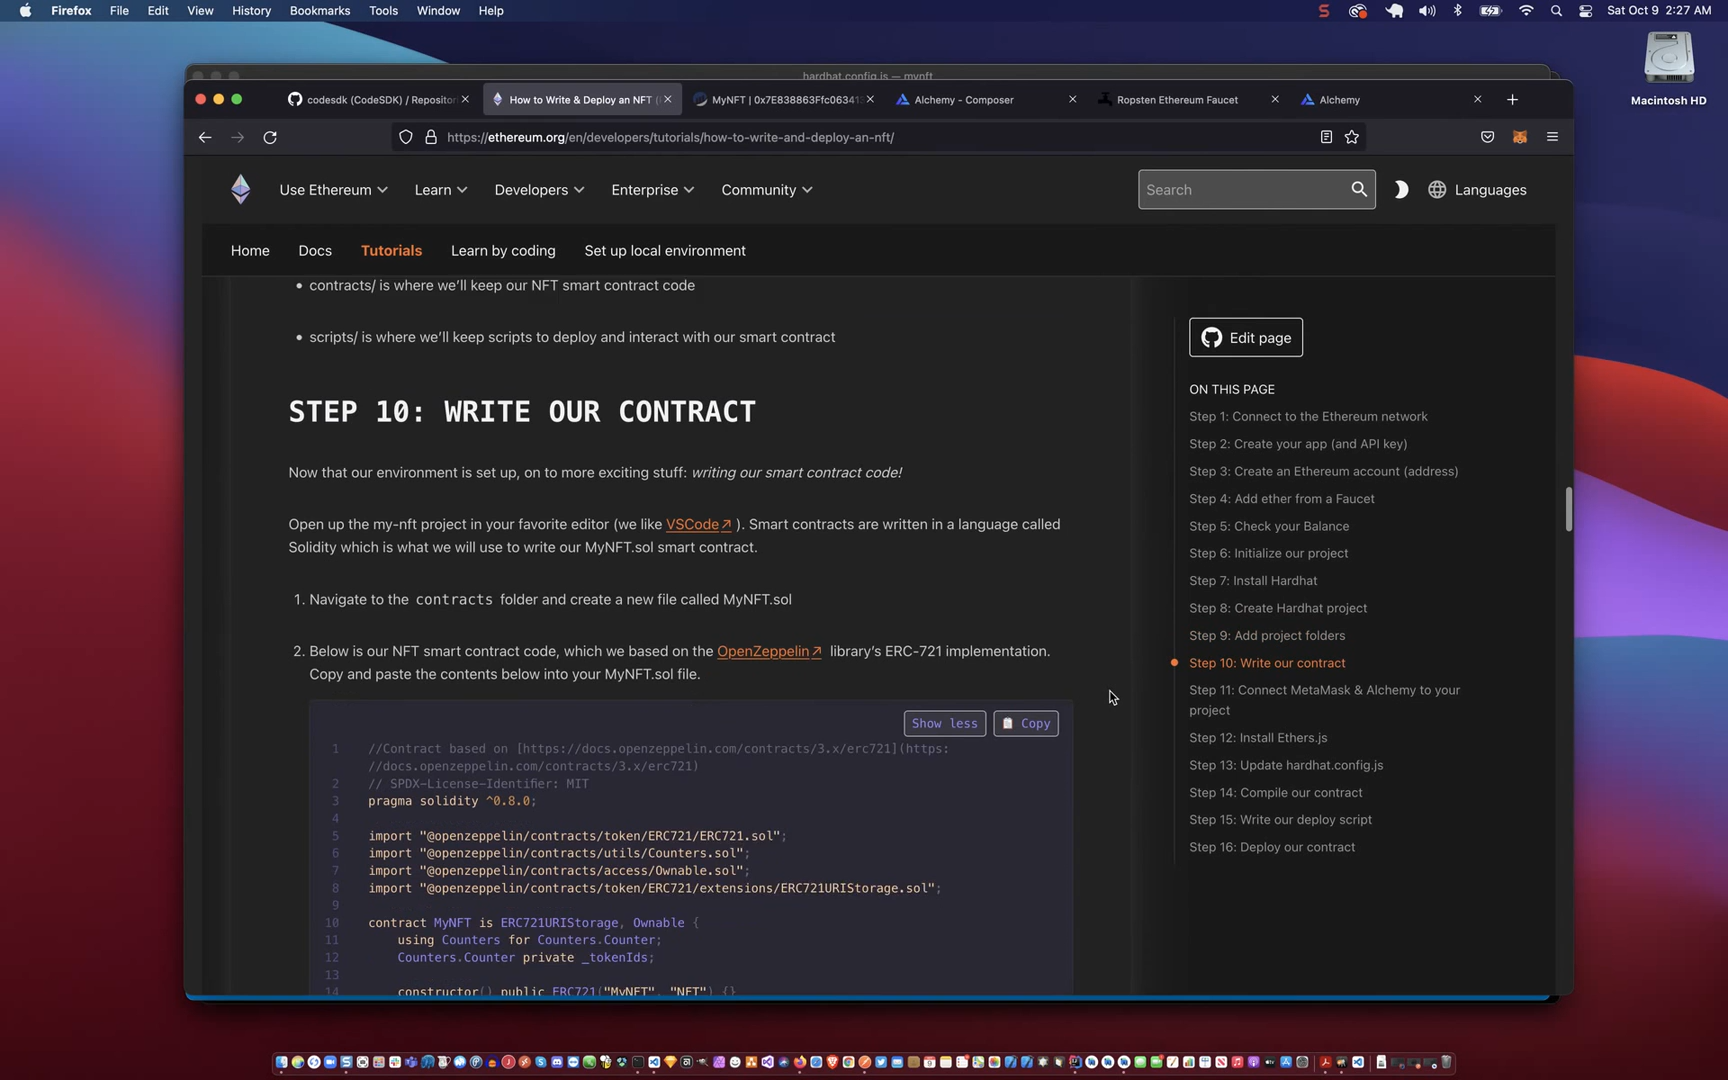 Firefox File Edit View History Bookmarks Tools Window Help
Sat Oct 9 2:27 AM
Macintosh HD
hardhat.config.js — mynft
codesdk (CodeSDK) / Repositor
How to Write & Deploy an NFT (
MyNFT | 0x7E838863Ffc06341
Alchemy - Composer
Ropsten Ethereum Faucet
Alchemy
https://ethereum.org/en/developers/tutorials/how-to-write-and-deploy-an-nft/
Use Ethereum Learn Developers Enterprise Community
Search
Languages
Home Docs Tutorials Learn by coding Set up local environment
• contracts/ is where we’ll keep our NFT smart contract code
• scripts/ is where we’ll keep scripts to deploy and interact with our smart contract
STEP 10: WRITE OUR CONTRACT
Now that our environment is set up, on to more exciting stuff: writing our smart contract code!
Open up the my-nft project in your favorite editor (we like VSCode ). Smart contracts are written in a language called
Solidity which is what we will use to write our MyNFT.sol smart contract.
1. Navigate to the contracts folder and create a new file called MyNFT.sol
2. Below is our NFT smart contract code, which we based on the OpenZeppelin library’s ERC-721 implementation.
Copy and paste the contents below into your MyNFT.sol file.
Show less
Copy
1 //Contract based on [https://docs.openzeppelin.com/contracts/3.x/erc721](https:
//docs.openzeppelin.com/contracts/3.x/erc721)
2 // SPDX-License-Identifier: MIT
3 pragma solidity ^0.8.0;
4
5 import "@openzeppelin/contracts/token/ERC721/ERC721.sol";
6 import "@openzeppelin/contracts/utils/Counters.sol";
7 import "@openzeppelin/contracts/access/Ownable.sol";
8 import "@openzeppelin/contracts/token/ERC721/extensions/ERC721URIStorage.sol";
9
10 contract MyNFT is ERC721URIStorage, Ownable {
11 using Counters for Counters.Counter;
12 Counters.Counter private _tokenIds;
13
14 constructor() public ERC721("MyNFT", "NFT") {}
Edit page
ON THIS PAGE
Step 1: Connect to the Ethereum network
Step 2: Create your app (and API key)
Step 3: Create an Ethereum account (address)
Step 4: Add ether from a Faucet
Step 5: Check your Balance
Step 6: Initialize our project
Step 7: Install Hardhat
Step 8: Create Hardhat project
Step 9: Add project folders
Step 10: Write our contract
Step 11: Connect MetaMask & Alchemy to your
project
Step 12: Install Ethers.js
Step 13: Update hardhat.config.js
Step 14: Compile our contract
Step 15: Write our deploy script
Step 16: Deploy our contract